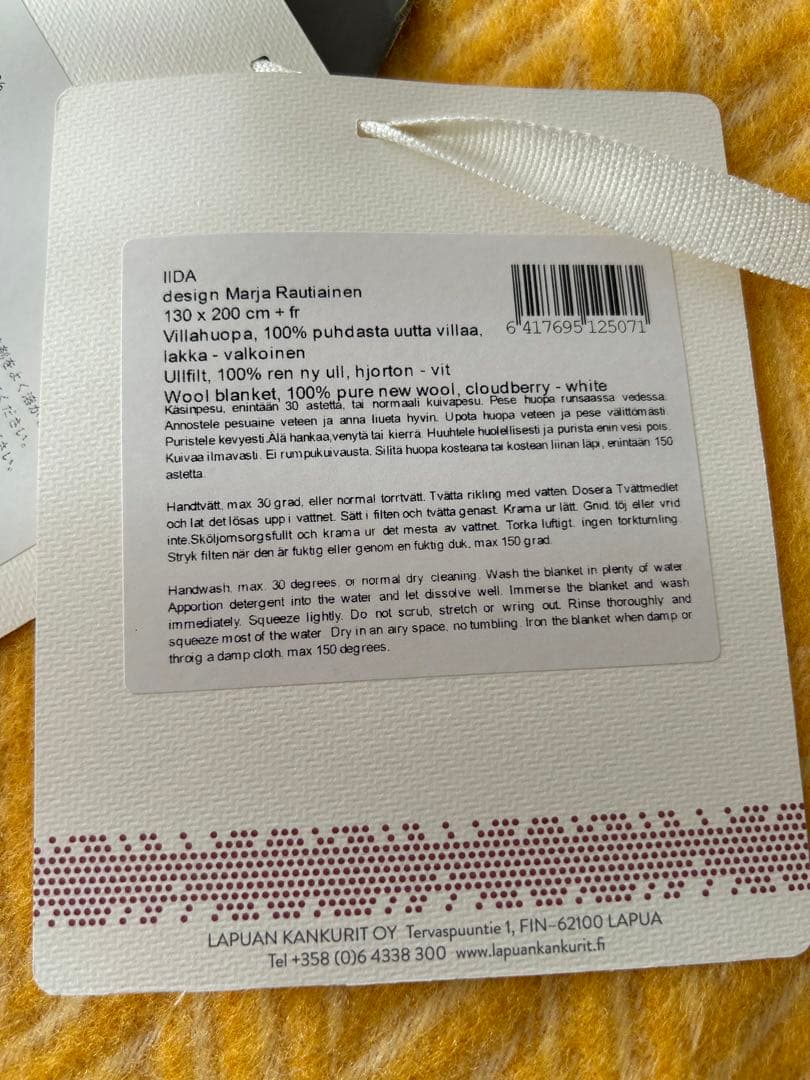 IIDA
design Marja Rautiainen
130 x 200 cm + fr
Villahuopa, 100% puhdasta uutta villaa,
lakka - valkoinen
Ullfilt, 100% ren ny ull, hjorton - vit
Wool blanket, 100% pure new wool, cloudberry - white
6 417695 125071
Käsinpesu, enintään 30 astetta, tai normaali kuivapesu. Pese huopa runsaassa vedessa.
Annostele pesuaine veteen ja anna liueta hyvin. Upota huopa veteen ja pese välittömästi.
Puristele kevyesti.Älä hankaa,venytä tai kierrä. Huuhtele huolellisesti ja purista enin vesi pois.
Kuivaa ilmavasti. Ei rumpukuivausta. Silitä huopa kosteana tai kostean liinan läpi, enintään 150
astetta.
Handtvätt, max. 30 grad, eller normal torrtvätt. Tvätta rikling med vatten. Dosera Tvättmedlet
och lat det lösas upp i vattnet. Sätt i filten och tvätta genast. Krama ur lätt. Gnid, töj eller vrid
inte.Sköljomsorgsfullt och krama ur det mesta av vattnet. Torka luftigt, ingen torktumling.
Stryk filten när den är fuktig eller genom en fuktig duk, max 150 grad.
Handwash, max. 30 degrees, or normal dry cleaning. Wash the blanket in plenty of water.
Apportion detergent into the water and let dissolve well. Immerse the blanket and wash
immediately. Squeeze lightly. Do not scrub, stretch or wring out. Rinse thoroughly and
squeeze most of the water. Dry in an airy space, no tumbling. Iron the blanket when damp or
throig a damp cloth, max 150 degrees.
LAPUAN KANKURIT OY Tervaspuuntie 1, FIN-62100 LAPUA
Tel +358 (0)6 4338 300 www.lapuankankurit.fi